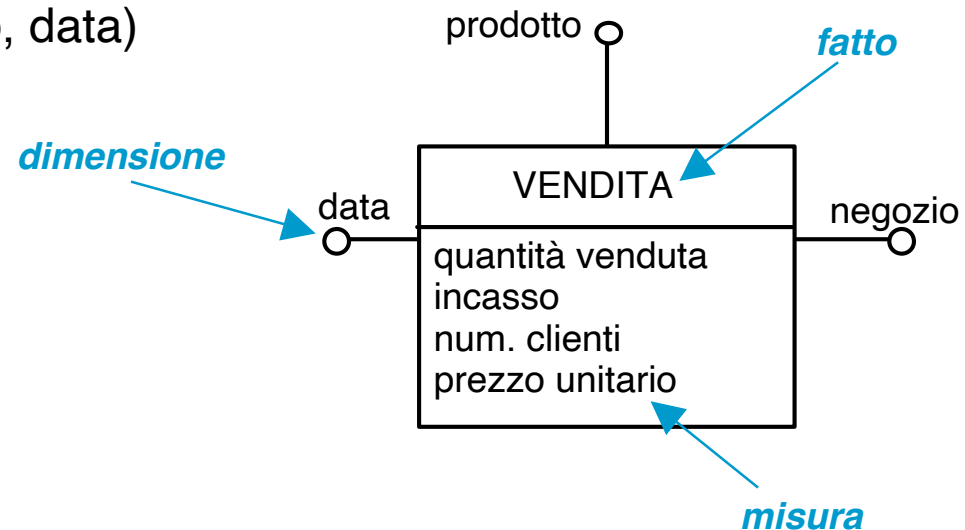 , data)
prodotto
fatto
dimensione
VENDITA
data
negozio
quantità venduta
incasso
num. clienti
prezzo unitario
misura